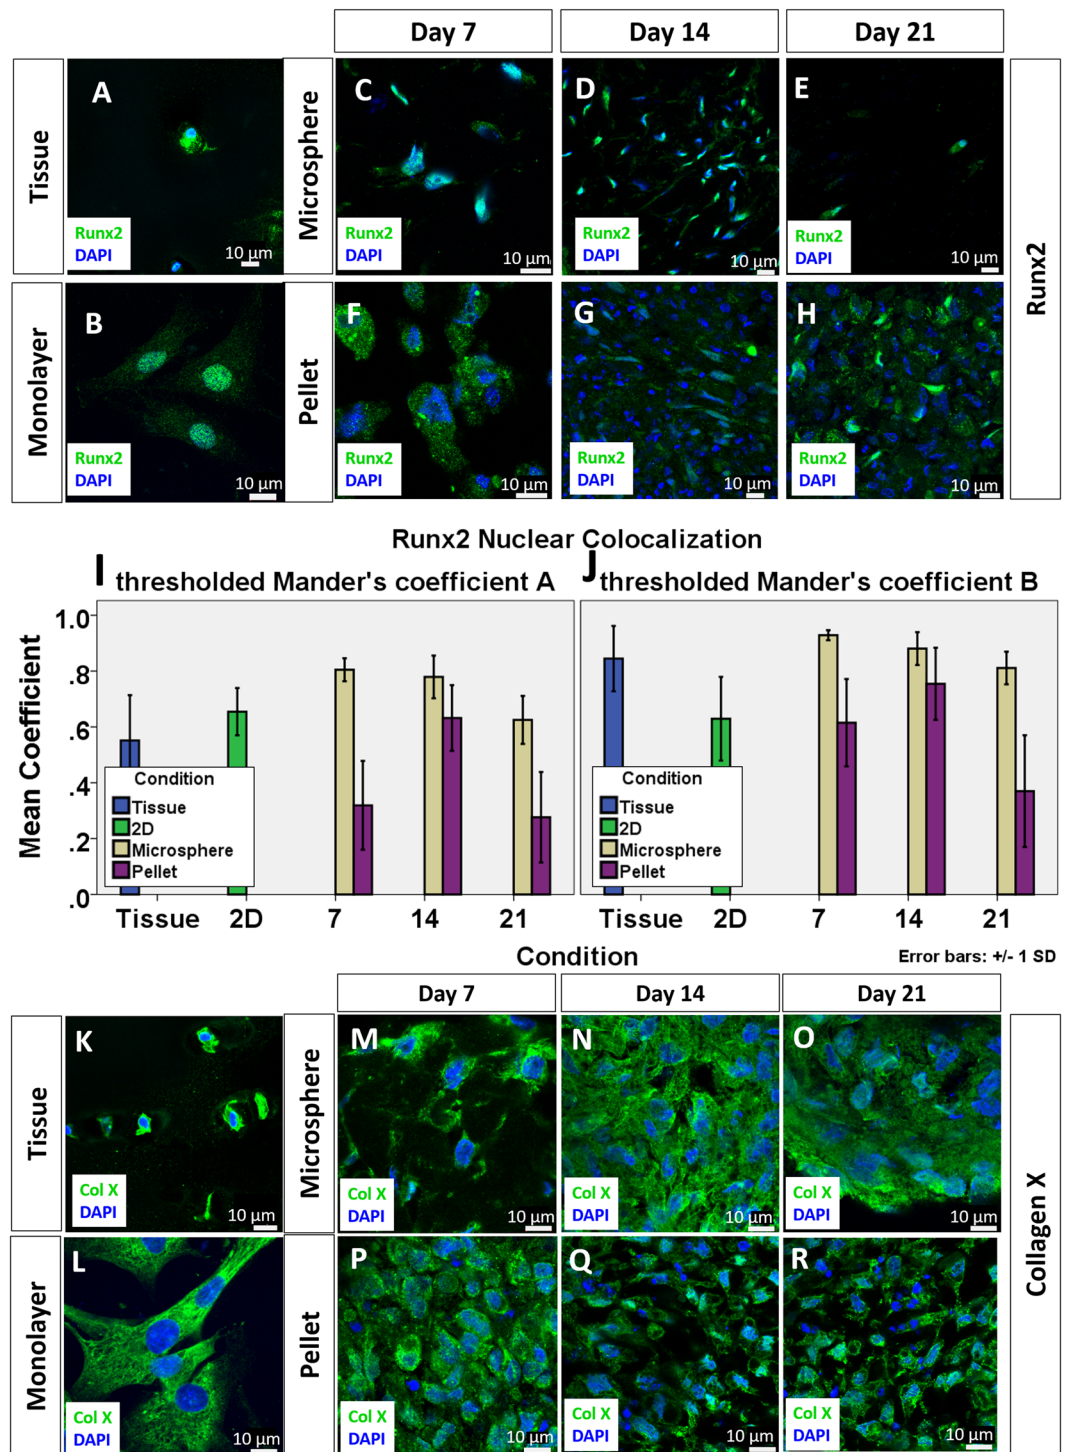 Day 7
Day 14
Day 21
Tissue
Microsphere
Runx2
A
Runx2
DAPI
10 µm
C
Runx2
DAPI
10 µm
D
Runx2
DAPI
10 µm
E
Runx2
DAPI
10 µm
Monolayer
Pellet
B
Runx2
DAPI
10 µm
F
Runx2
DAPI
10 µm
G
Runx2
DAPI
10 µm
H
Runx2
DAPI
10 µm
Runx2 Nuclear Colocalization
I
thresholded Mander's coefficient A
J
thresholded Mander's coefficient B
Mean Coefficient
1.0
.8
.6
.4
.2
.0
Condition
Tissue
2D
Microsphere
Pellet
Condition
Tissue
2D
Microsphere
Pellet
Tissue 2D 7 14 21
Tissue 2D 7 14 21
Condition
Error bars: +/- 1 SD
Day 7
Day 14
Day 21
Tissue
Microsphere
Collagen X
K
Col X
DAPI
10 µm
M
Col X
DAPI
10 µm
N
Col X
DAPI
10 µm
O
Col X
DAPI
10 µm
Monolayer
Pellet
L
Col X
DAPI
10 µm
P
Col X
DAPI
10 µm
Q
Col X
DAPI
10 µm
R
Col X
DAPI
10 µm